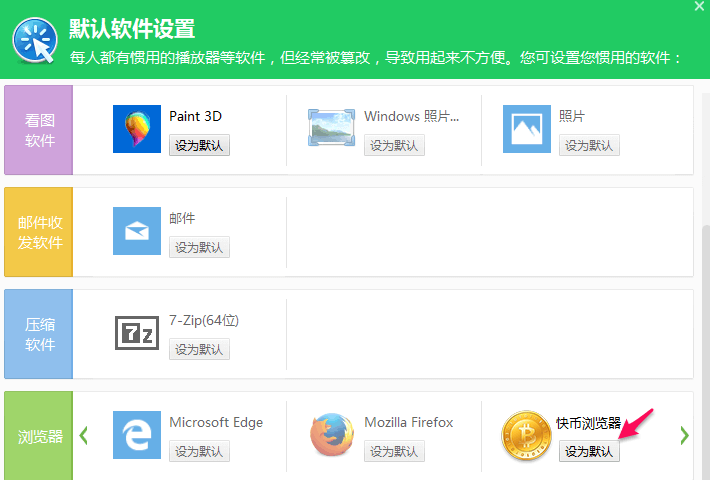 默认软件设置
每人都有惯用的播放器等软件，但经常被篡改，导致用起来不方便。您可设置您惯用的软件：
看图
软件
Paint 3D
设为默认
Windows 照片...
设为默认
照片
设为默认
邮件收
发软件
邮件
设为默认
压缩
软件
7z
7-Zip(64位)
设为默认
浏览器
Microsoft Edge
设为默认
Mozilla Firefox
设为默认
快币浏览器
设为默认